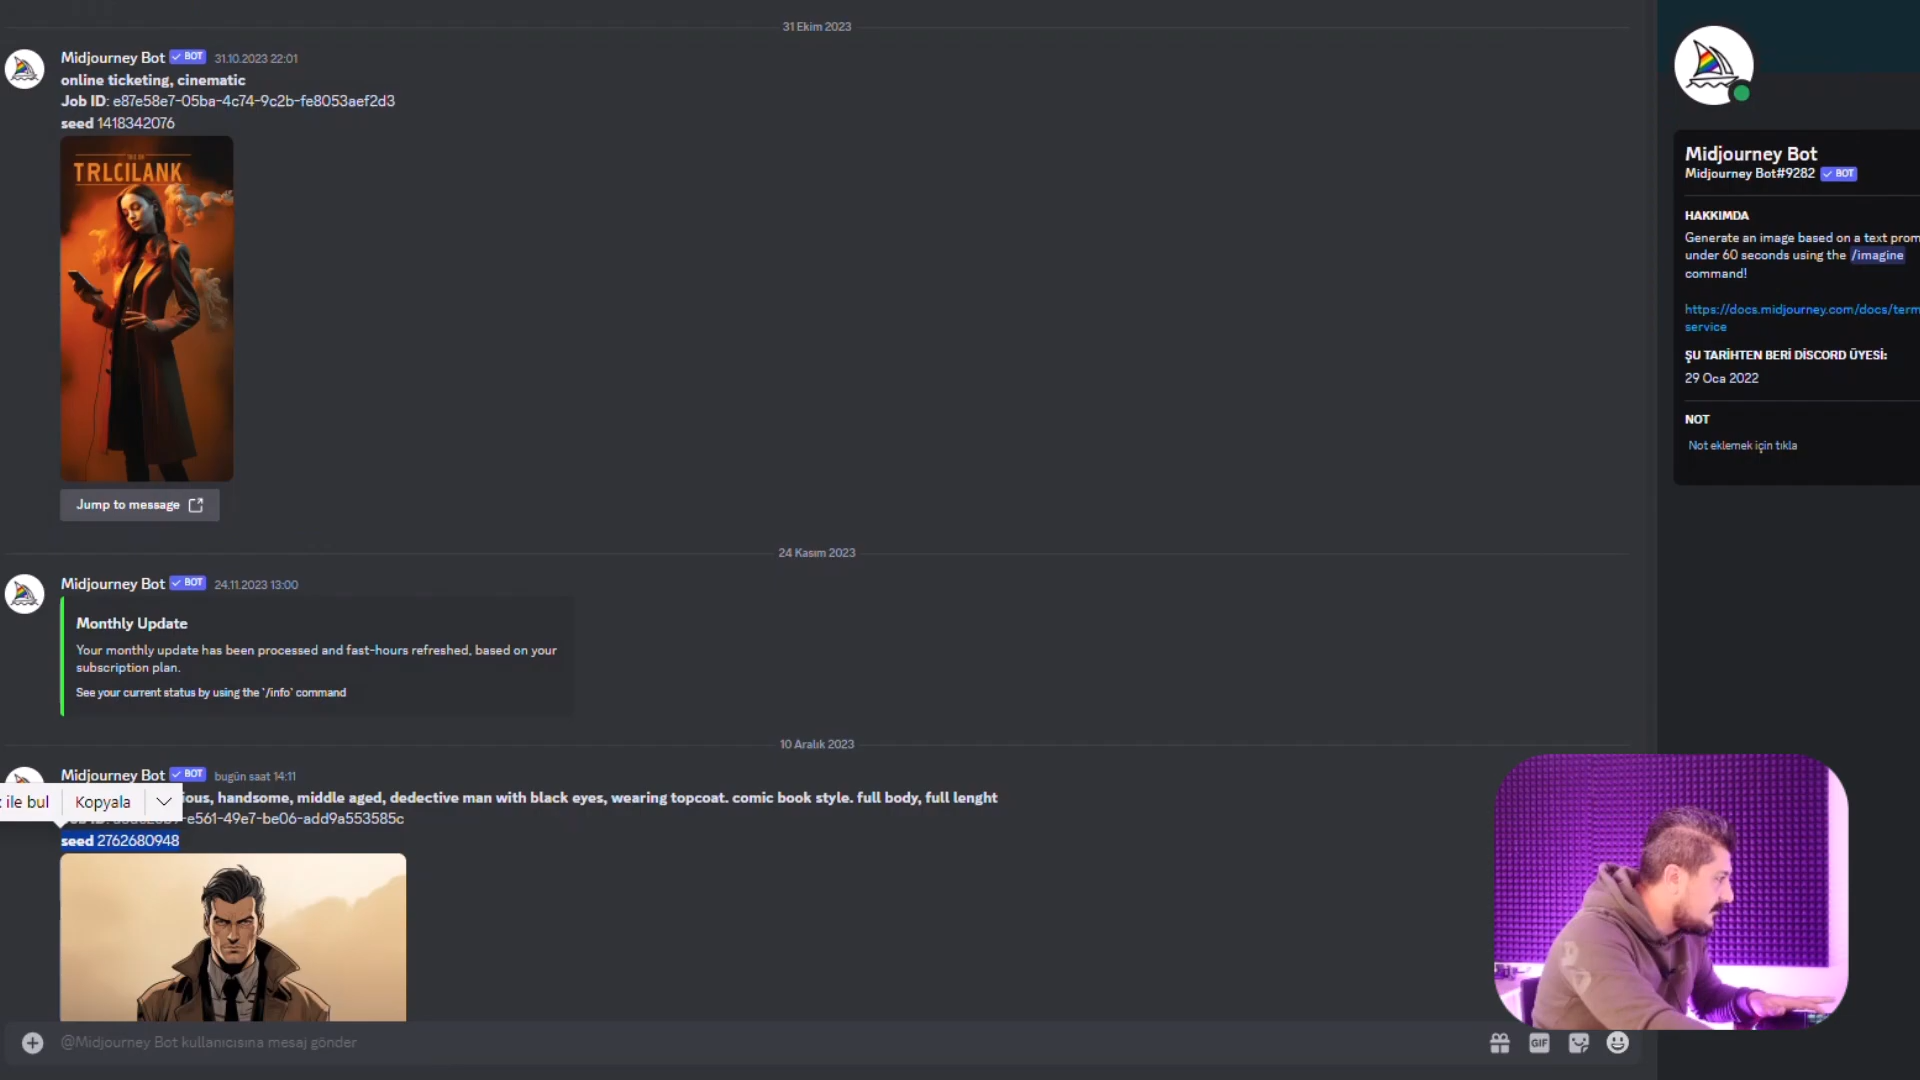 31 Ekim 2023
Midjourney Bot BOT 31.10.2023 22:01
online ticketing, cinematic
Job ID: e87e58e7-05ba-4c74-9c2b-fe8053aef2d3
seed 1418342076
TRLCILANK
Jump to message
24 Kasım 2023
Midjourney Bot BOT 24.11.2023 13:00
Monthly Update
Your monthly update has been processed and fast-hours refreshed, based on your
subscription plan.
See your current status by using the `/info` command
10 Aralık 2023
Midjourney Bot BOT bugün saat 14:11
ile bul Kopyala
ious, handsome, middle aged, dedective man with black eyes, wearing topcoat. comic book style. full body, full lenght
-e561-49e7-be06-add9a553585c
seed 2762680948
@Midjourney Bot kullanıcısına mesaj gönder
GIF
Midjourney Bot
Midjourney Bot#9282 BOT
HAKKIMDA
Generate an image based on a text prom
under 60 seconds using the /imagine
command!
https://docs.midjourney.com/docs/term
service
ŞU TARİHTEN BERİ DİSCORD ÜYESİ:
29 Oca 2022
NOT
Not eklemek için tıkla